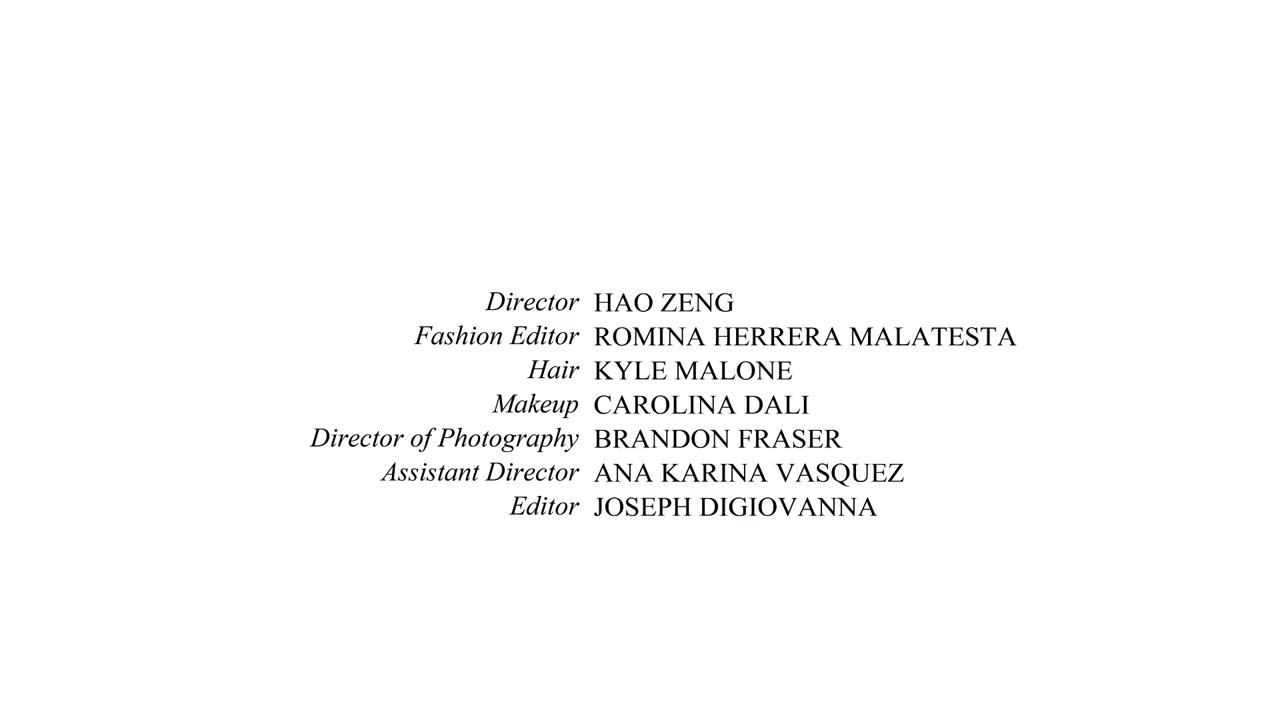 Director HAO ZENG
Fashion Editor ROMINA HERRERA MALATESTA
Hair KYLE MALONE
Makeup CAROLINA DALI
Director of Photography BRANDON FRASER
Assistant Director ANA KARINA VASQUEZ
Editor JOSEPH DIGIOVANNA